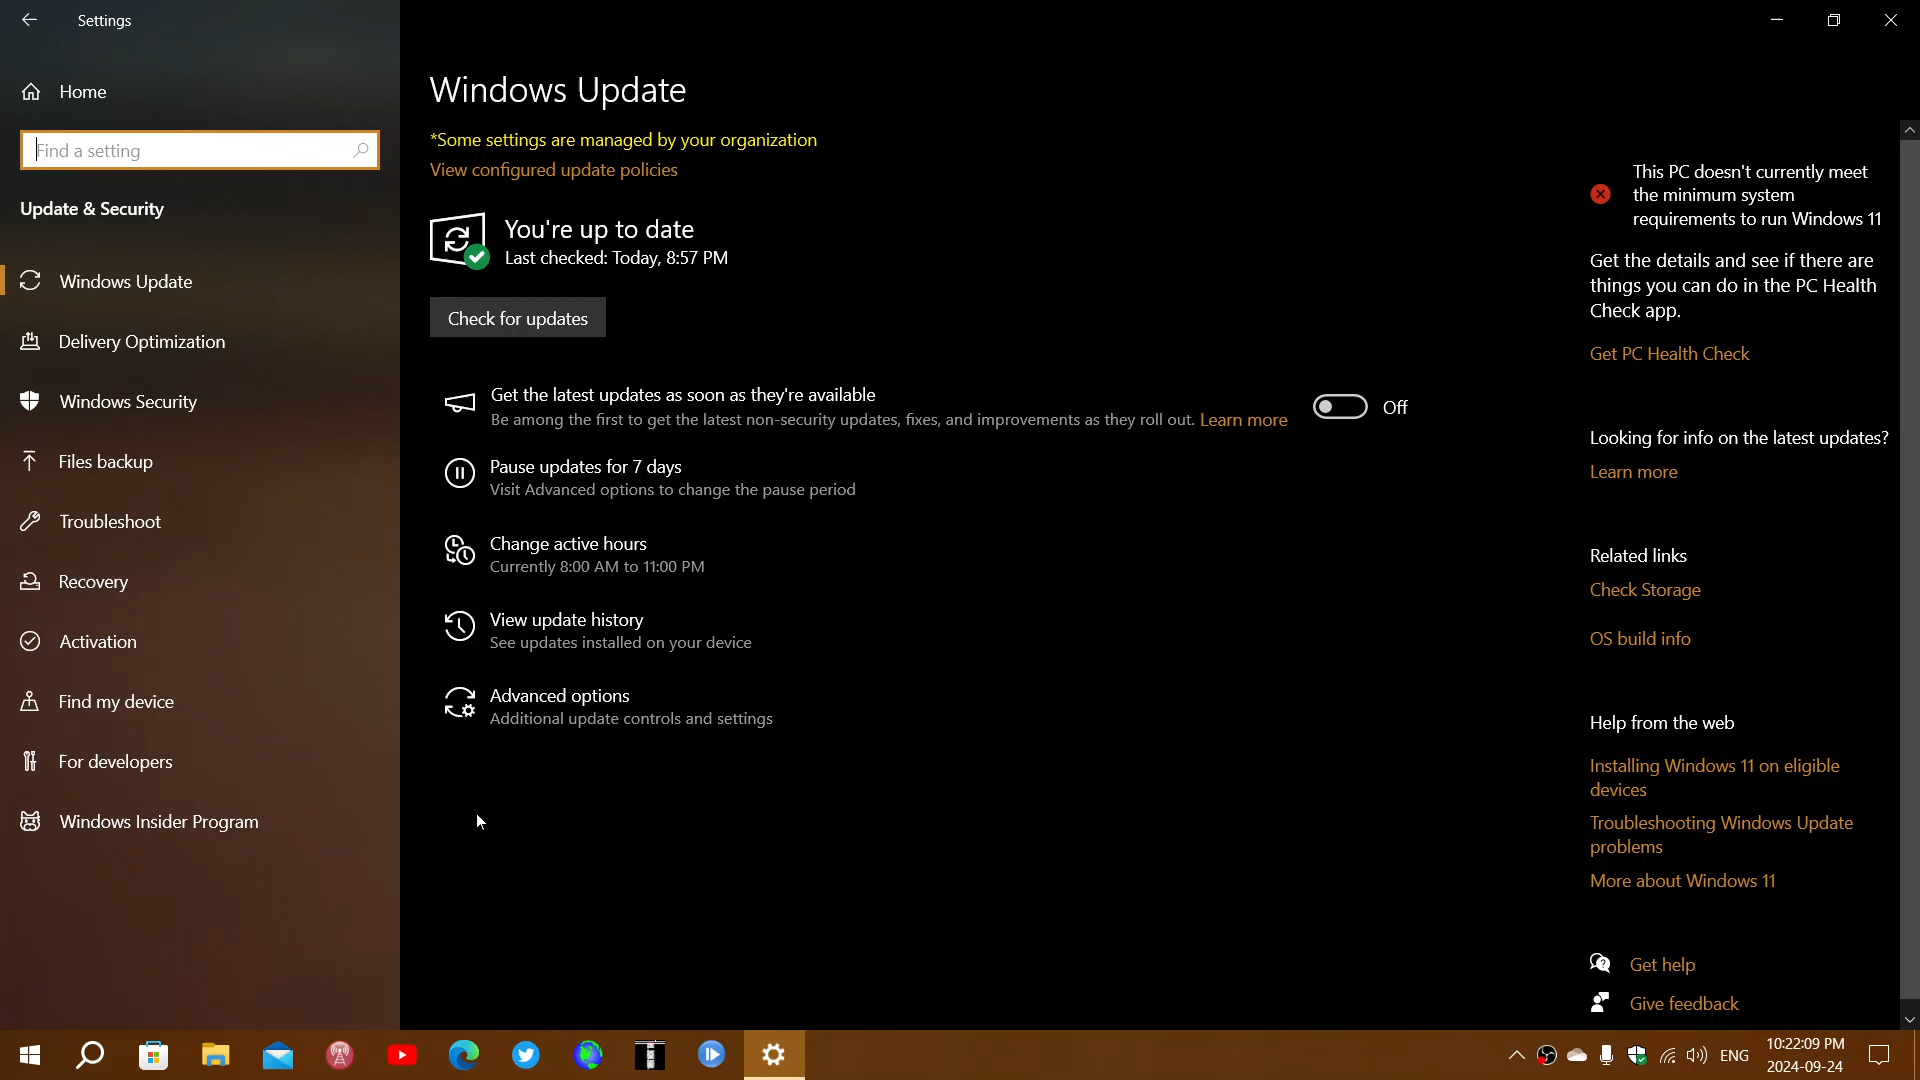 Settings
Home
Find a setting
Update & Security
Windows Update
Delivery Optimization
Windows Security
Files backup
Troubleshoot
Recovery
Activation
Find my device
For developers
Windows Insider Program
Windows Update
*Some settings are managed by your organization
View configured update policies
You're up to date
Last checked: Today, 8:57 PM
Check for updates
Get the latest updates as soon as they're available
Be among the first to get the latest non-security updates, fixes, and improvements as they roll out. Learn more
Off
Pause updates for 7 days
Visit Advanced options to change the pause period
Change active hours
Currently 8:00 AM to 11:00 PM
View update history
See updates installed on your device
Advanced options
Additional update controls and settings
This PC doesn't currently meet
the minimum system
requirements to run Windows 11
Get the details and see if there are
things you can do in the PC Health
Check app.
Get PC Health Check
Looking for info on the latest updates?
Learn more
Related links
Check Storage
OS build info
Help from the web
Installing Windows 11 on eligible
devices
Troubleshooting Windows Update
problems
More about Windows 11
Get help
Give feedback
ENG
10:22:09 PM
2024-09-24